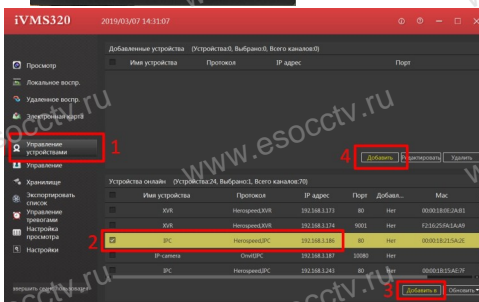 iVMS320 2019/03/07 14:31:07
Добавленные устройства (Устройства:0, Выбрано:0, Всего каналов:0)
Имя устройства Протокол IP адрес Порт
Просмотр
Локальное воспр.
Удаленное воспр.
Электронная карта
Управление устройствами
1
4 Добавить Редактировать Удалить
Управление
Хранилище
Экспортировать список
Управление тревогами
Настройка просмотра
Настройки
Устройства онлайн (Устройства:24, Выбрано:1, Всего каналов:70)
Имя устройства Протокол IP адрес Порт Добавл... Mac
XVR HerospeedXVR 192.168.1.173 80 Нет 00:00:1B:0E:2A:B1
XVR HerospeedXVR 192.168.1.174 9001 Нет F2:16:25:FA:1A:A9
2 IPC HerospeedIPC 192.168.1.186 80 Нет 00:00:1B:21:5A:2E
IP-camera OnvifIPC 192.168.1.187 10080 Нет
IPC HerospeedIPC 192.168.1.243 80 Нет 00:00:1B:15:AE:7F
3 Добавить в Обновить
www.esocctv.ru
www.esocctv.ru